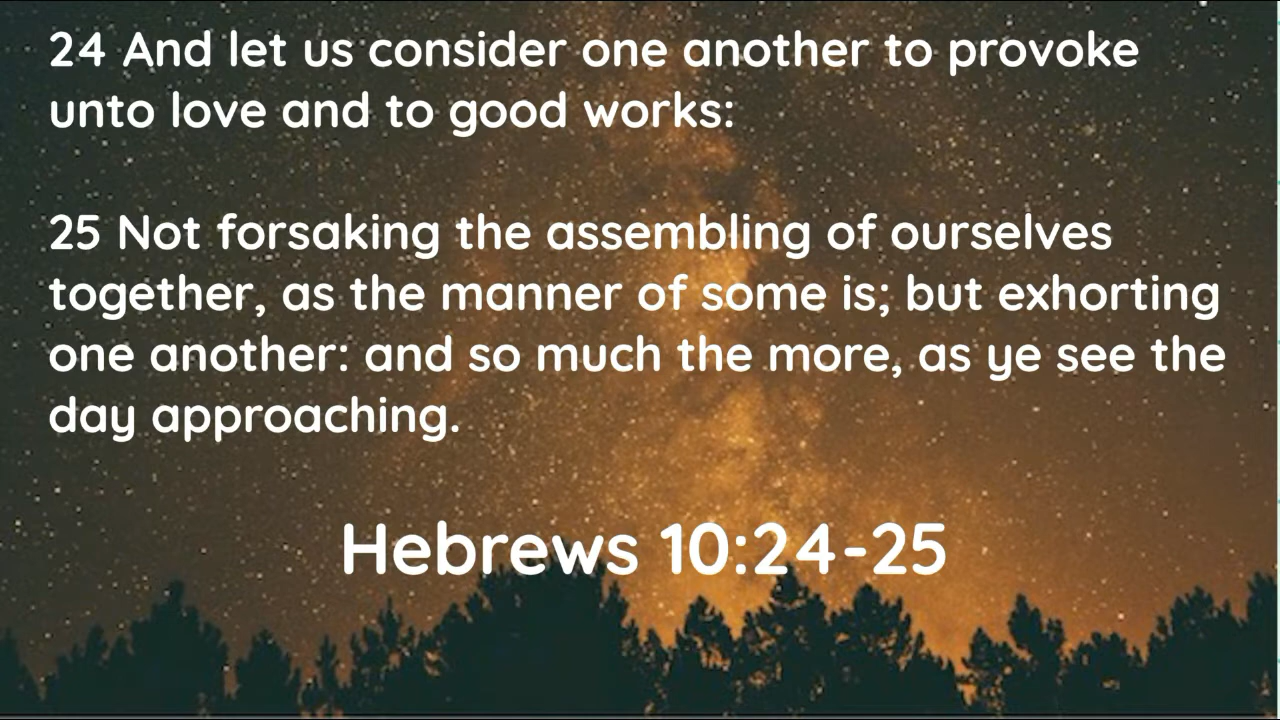 24 And let us consider one another to provoke
unto love and to good works:
25 Not forsaking the assembling of ourselves
together, as the manner of some is; but exhorting
one another: and so much the more, as ye see the
day approaching.
Hebrews 10:24-25